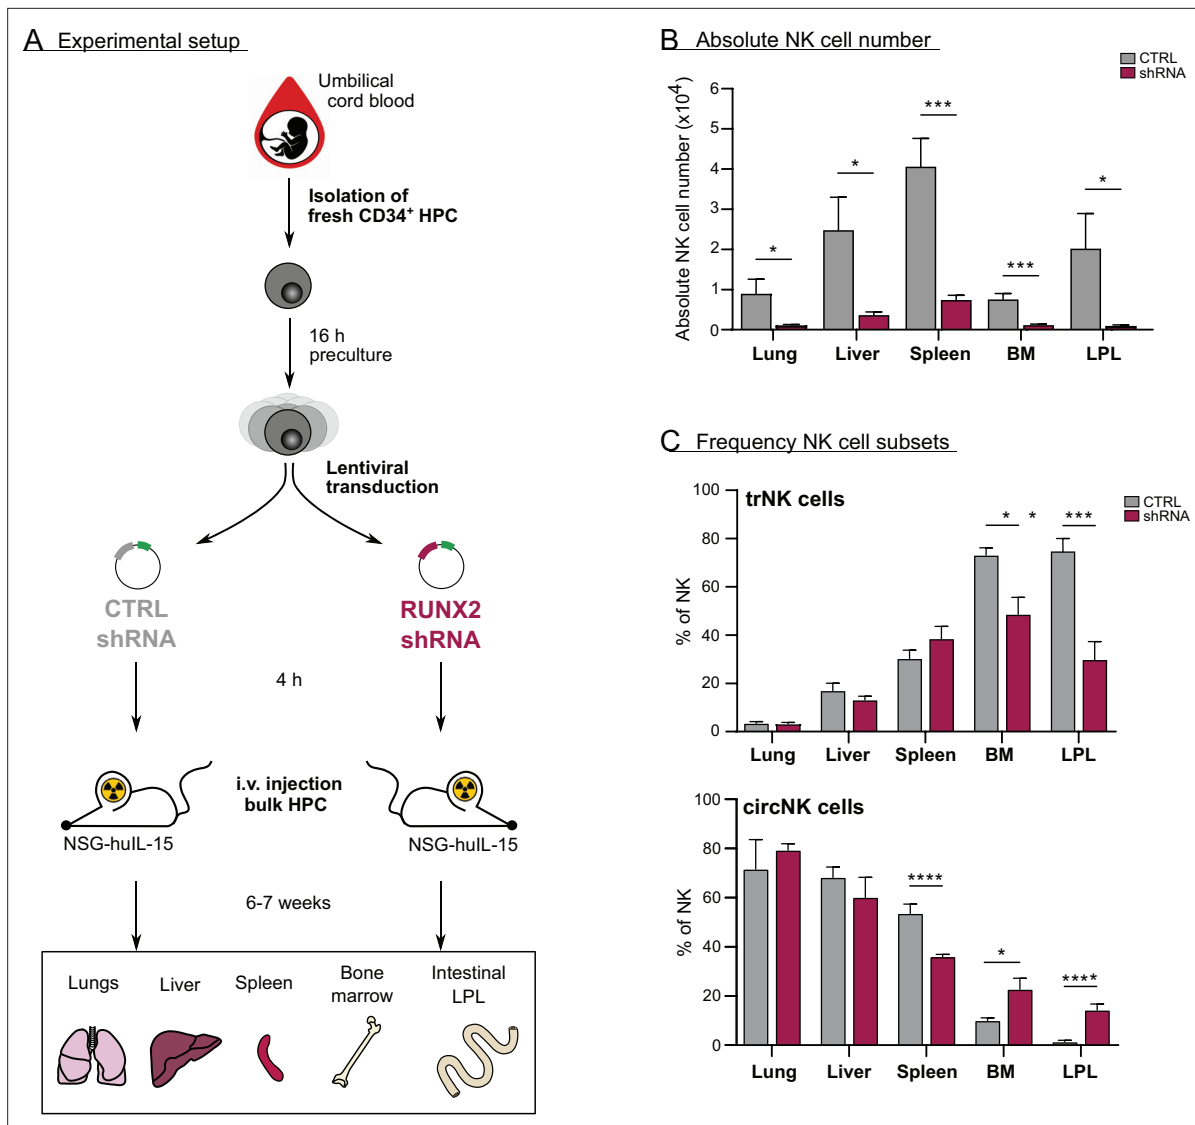 A Experimental setup
Umbilical
cord blood
Isolation of
fresh CD34⁺ HPC
16 h
preculture
Lentiviral
transduction
CTRL
shRNA
RUNX2
shRNA
4 h
i.v. injection
bulk HPC
NSG-huIL-15
NSG-huIL-15
6-7 weeks
Lungs
Liver
Spleen
Bone
marrow
Intestinal
LPL
B Absolute NK cell number
CTRL
shRNA
Absolute NK cell number (x10⁴)
6
5
4
3
2
1
0
*
*
***
***
*
Lung
Liver
Spleen
BM
LPL
C Frequency NK cell subsets
trNK cells
CTRL
shRNA
% of NK
100
80
60
40
20
0
* *
*
***
Lung
Liver
Spleen
BM
LPL
circNK cells
% of NK
100
80
60
40
20
0
****
*
****
Lung
Liver
Spleen
BM
LPL